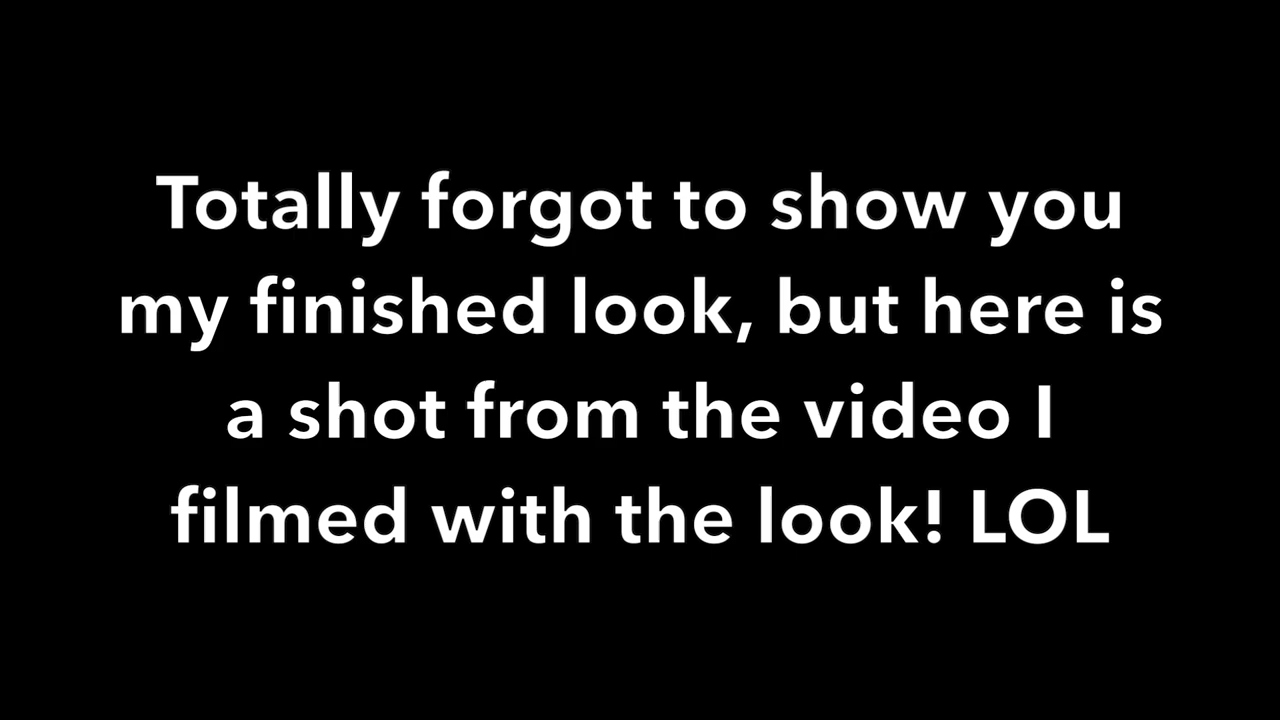 Totally forgot to show you
my finished look, but here is
a shot from the video I
filmed with the look! LOL